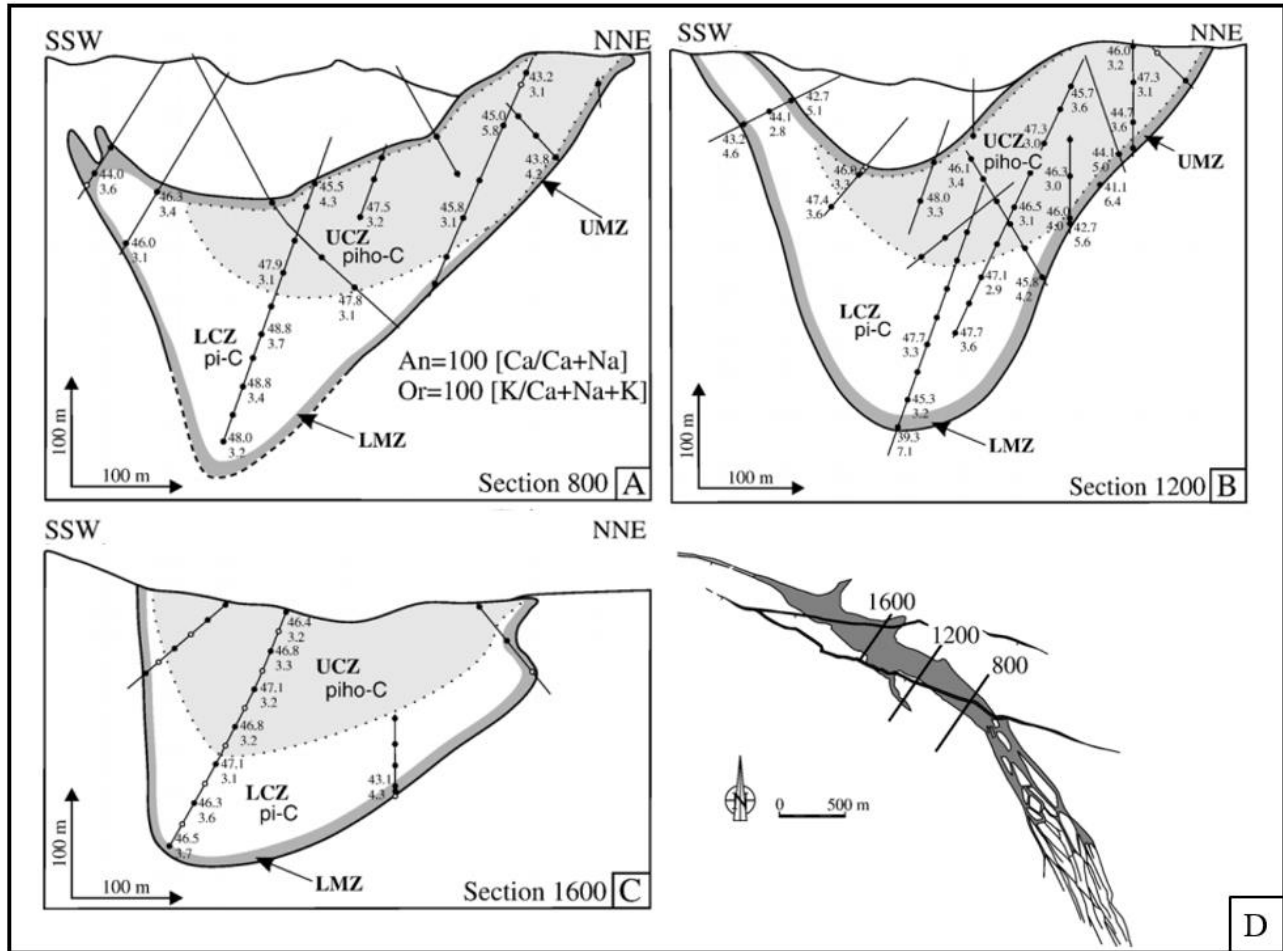 SSW
NNE
43.2
3.1
45.0
5.8
43.8
4.2
44.0
3.6
46.3
3.4
45.5
4.3
47.5
3.2
45.8
3.1
UMZ
46.0
3.1
UCZ
piho-C
47.9
3.1
47.8
3.1
LCZ
pi-C
48.8
3.7
An=100 [Ca/Ca+Na]
Or=100 [K/Ca+Na+K]
48.8
3.4
48.0
3.2
LMZ
100 m
100 m
Section 800
A
SSW
NNE
46.0
3.2
42.7
5.1
44.1
2.8
43.2
4.6
47.3
3.1
45.7
3.6
44.7
3.6
47.3
3.0
UCZ
piho-C
44.1
5.0
UMZ
46.0
3.3
46.1
3.4
46.3
3.0
41.1
6.4
47.4
3.6
48.0
3.3
46.5
3.1
46.0
4.0
42.7
5.6
47.1
2.9
45.8
4.2
LCZ
pi-C
47.7
3.3
47.7
3.6
45.3
3.2
39.3
7.1
LMZ
100 m
100 m
Section 1200
B
SSW
NNE
46.4
3.2
46.8
3.3
UCZ
piho-C
47.1
3.2
46.8
3.2
47.1
3.1
LCZ
pi-C
46.3
3.6
43.1
4.3
46.5
3.7
LMZ
100 m
100 m
Section 1600
C
1600
1200
800
N
0 500 m
D